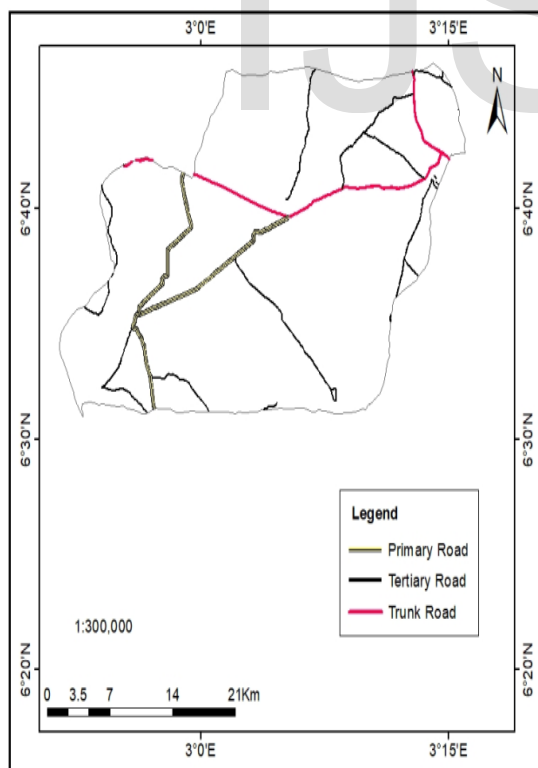 3°0'E 3°15'E
N
6°40'N 6°40'N
6°30'N 6°30'N
Legend
Primary Road
Tertiary Road
Trunk Road
1:300,000
6°20'N 6°20'N
0 3.5 7 14 21Km
3°0'E 3°15'E